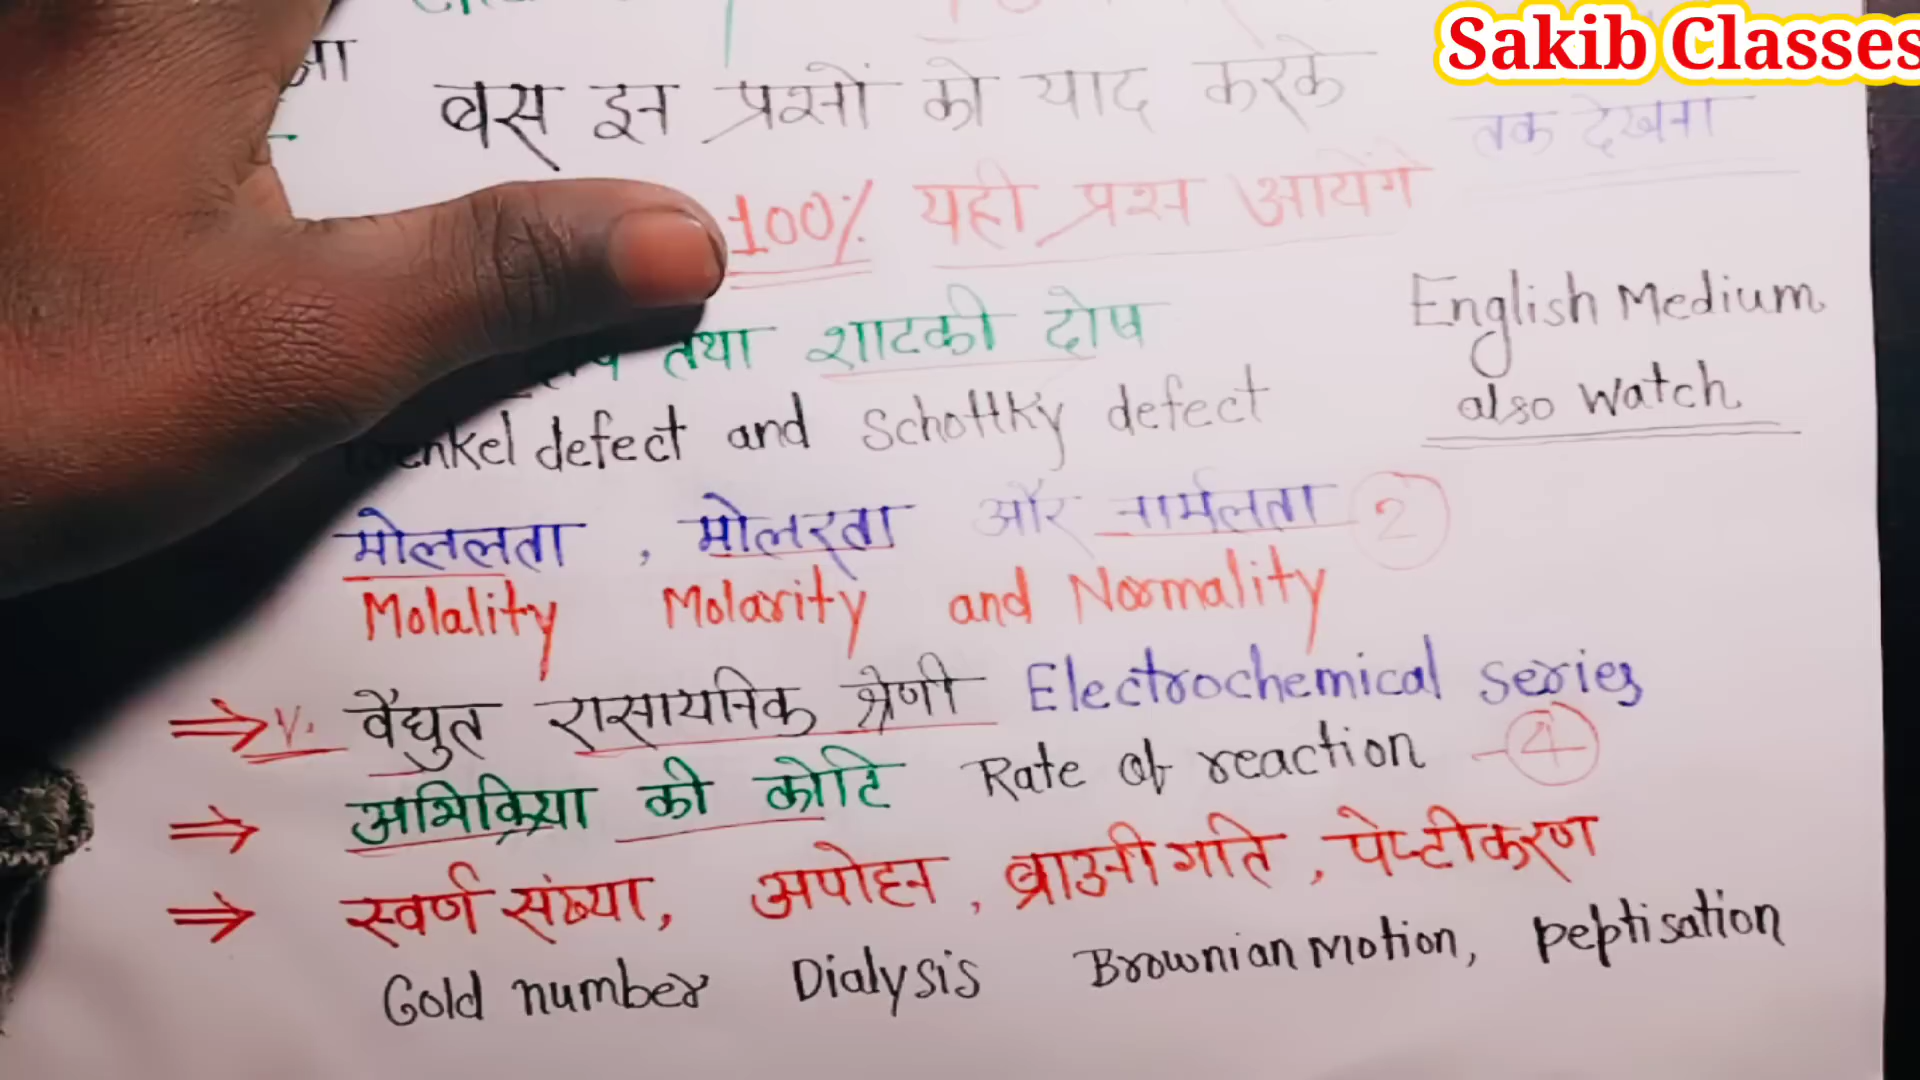 Sakib Classes
बस इन प्रश्नों को याद करके
तक देखना
100% यही प्रश्न आयेंगे
तथा शाटकी दोष
English Medium
also watch
defect and Schottky defect
मोललता , मोलरता और नार्मलता 2
Molality Molarity and Normality
⇒ V. वैद्युत रासायनिक श्रेणी Electrochemical series
⇒ अभिक्रिया की कोटि Rate of reaction - 4
⇒ स्वर्ण संख्या, अपोहन , ब्राउनी गति , पेप्टीकरण
Gold number Dialysis Brownian Motion, peptisation